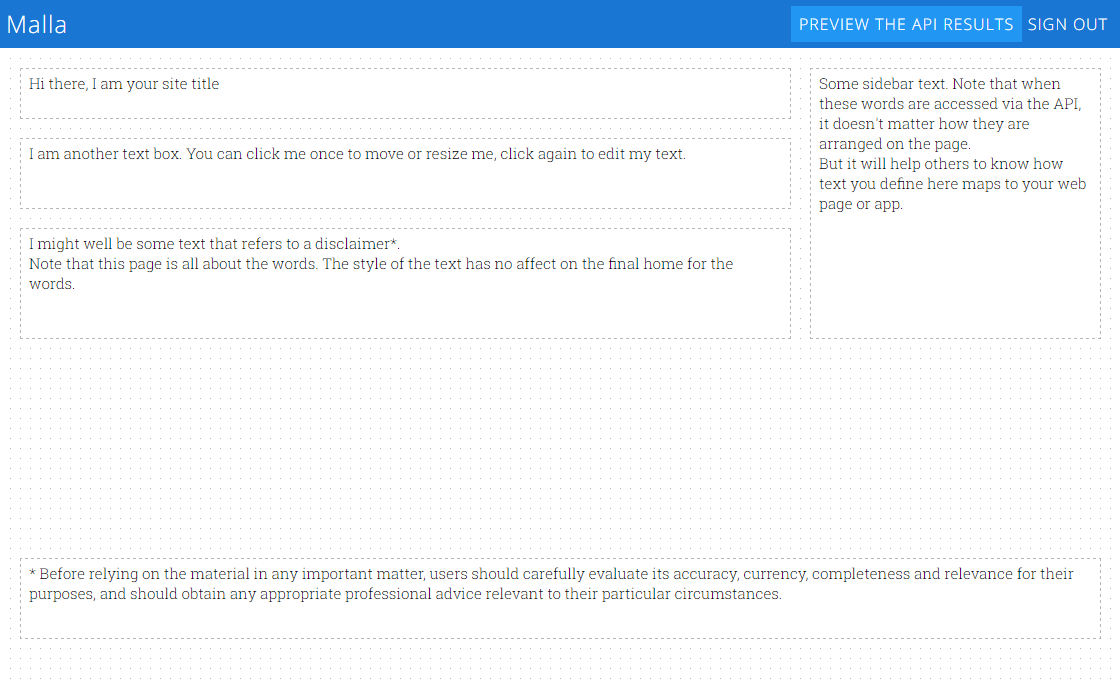 Malla
PREVIEW THE API RESULTS
SIGN OUT
Hi there, I am your site title
I am another text box. You can click me once to move or resize me, click again to edit my text.
I might well be some text that refers to a disclaimer*.
Note that this page is all about the words. The style of the text has no affect on the final home for the
words.
Some sidebar text. Note that when
these words are accessed via the API,
it doesn't matter how they are
arranged on the page.
But it will help others to know how
text you define here maps to your web
page or app.
* Before relying on the material in any important matter, users should carefully evaluate its accuracy, currency, completeness and relevance for their
purposes, and should obtain any appropriate professional advice relevant to their particular circumstances.